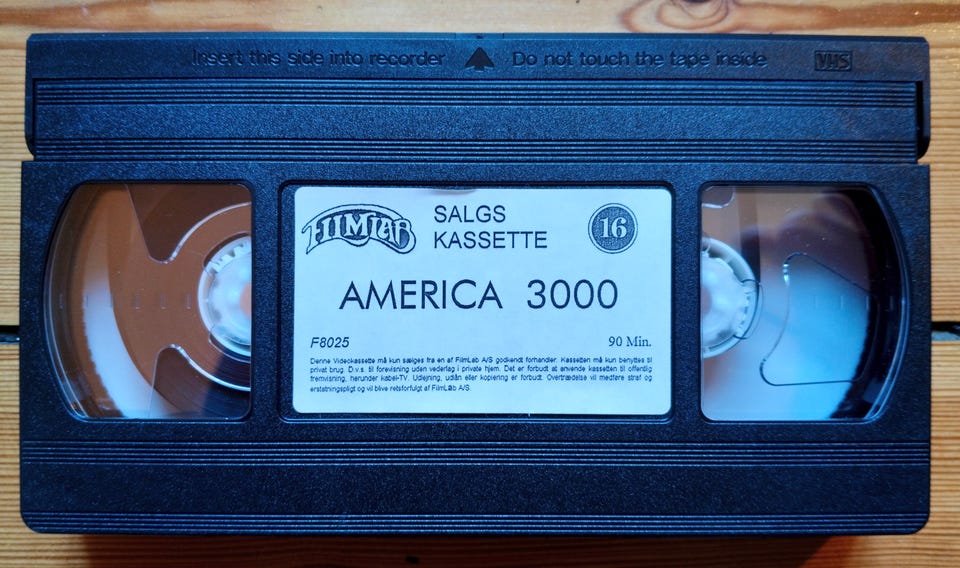 Insert this side into recorder Do not touch the tape inside VHS
FILMLAB SALGS KASSETTE 16
AMERICA 3000
F8025 90 Min.
Denne Videokassette må kun sælges fra en af FilmLab A/S godkendt forhandler. Kassetten må kun benyttes til
privat brug. D.v.s. til forevisning uden vederlag i private hjem. Det er forbudt at anvende kassetten til offentlig
fremvisning, herunder kabel-TV. Udlejning, udlån eller kopiering er forbudt. Overtrædelse vil medføre straf og
erstatningspligt og vil blive retsforfulgt af FilmLab A/S.